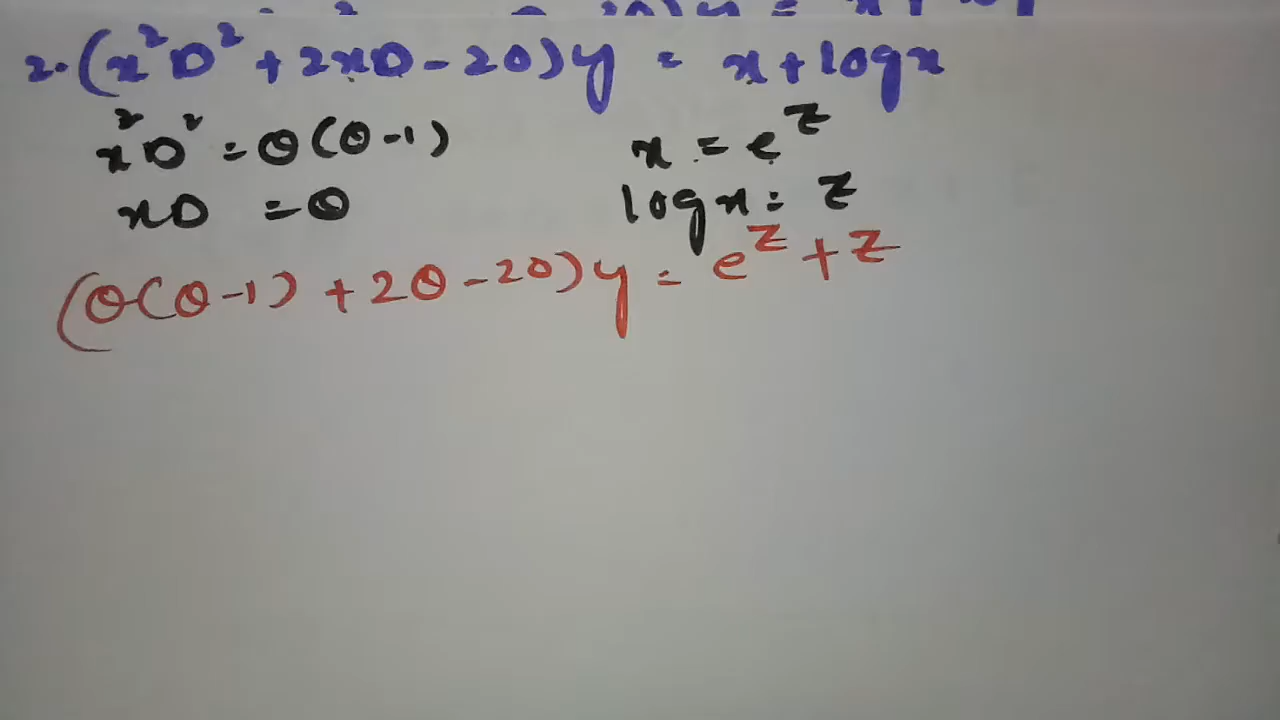 2. (x²D² + 2xD - 20)y = x + log x
x²D² = θ(θ-1)
x = e^z
xD = θ
log x = z
(θ(θ-1) + 2θ - 20)y = e^z + z